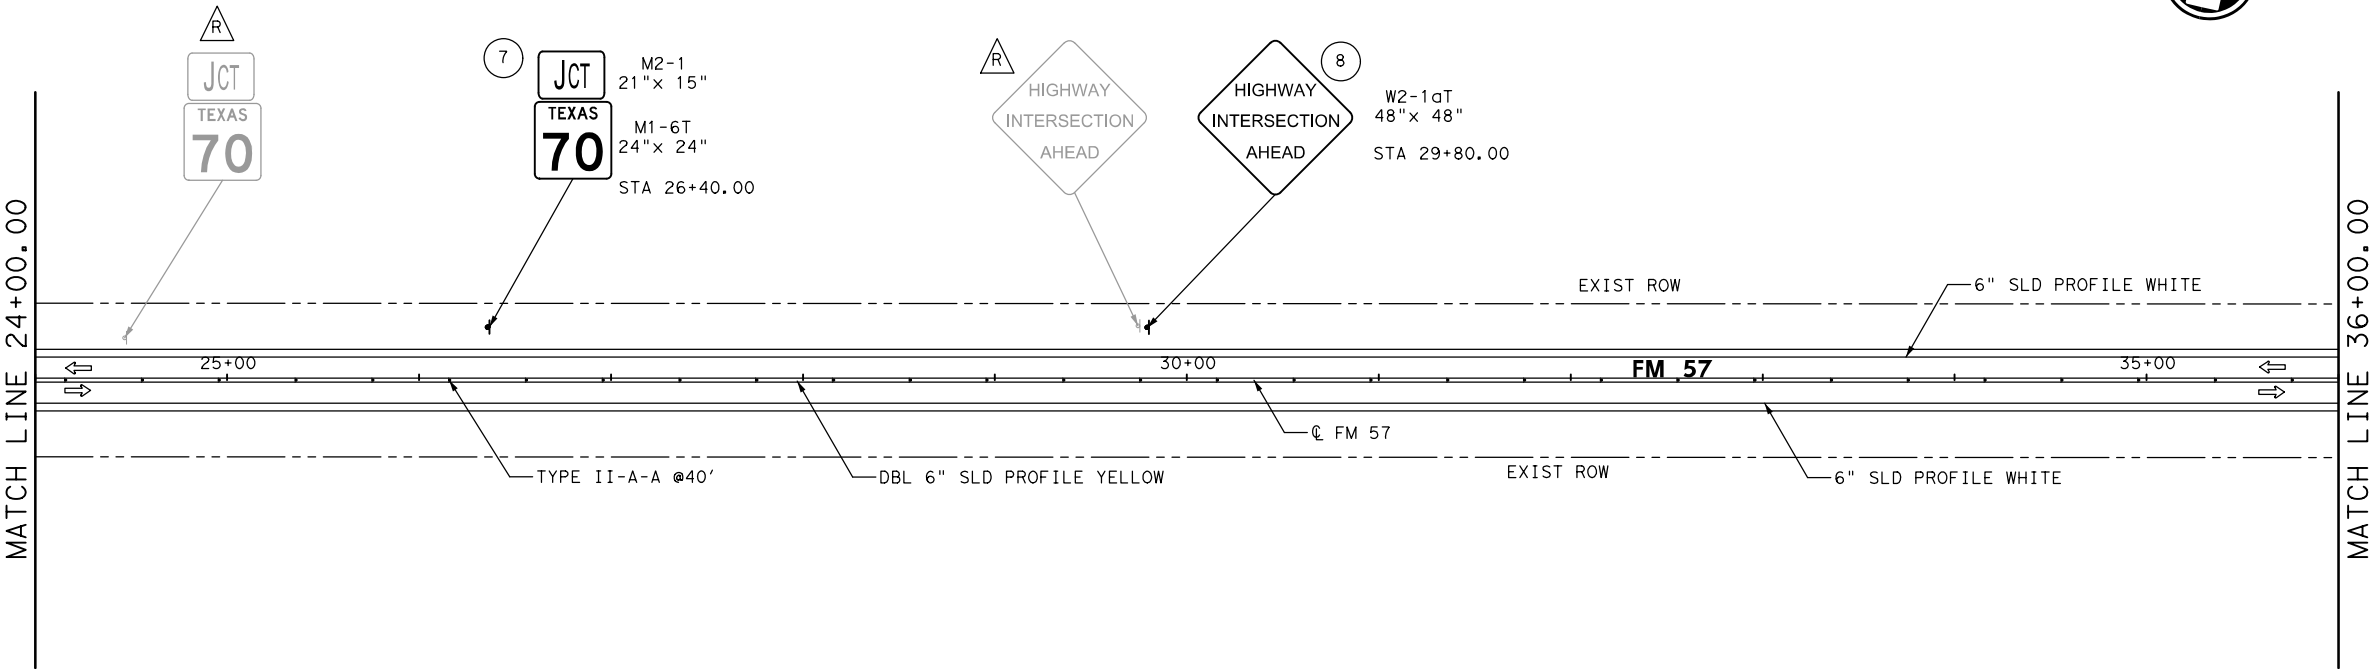 R
JCT
TEXAS
70
7
JCT
TEXAS
70
M2-1
21"x 15"
M1-6T
24"x 24"
STA 26+40.00
R
HIGHWAY
INTERSECTION
AHEAD
HIGHWAY
INTERSECTION
AHEAD
8
W2-1aT
48"x 48"
STA 29+80.00
MATCH LINE 24+00.00
EXIST ROW
6" SLD PROFILE WHITE
25+00
30+00
FM 57
35+00
℄ FM 57
TYPE II-A-A @40'
DBL 6" SLD PROFILE YELLOW
EXIST ROW
6" SLD PROFILE WHITE
MATCH LINE 36+00.00